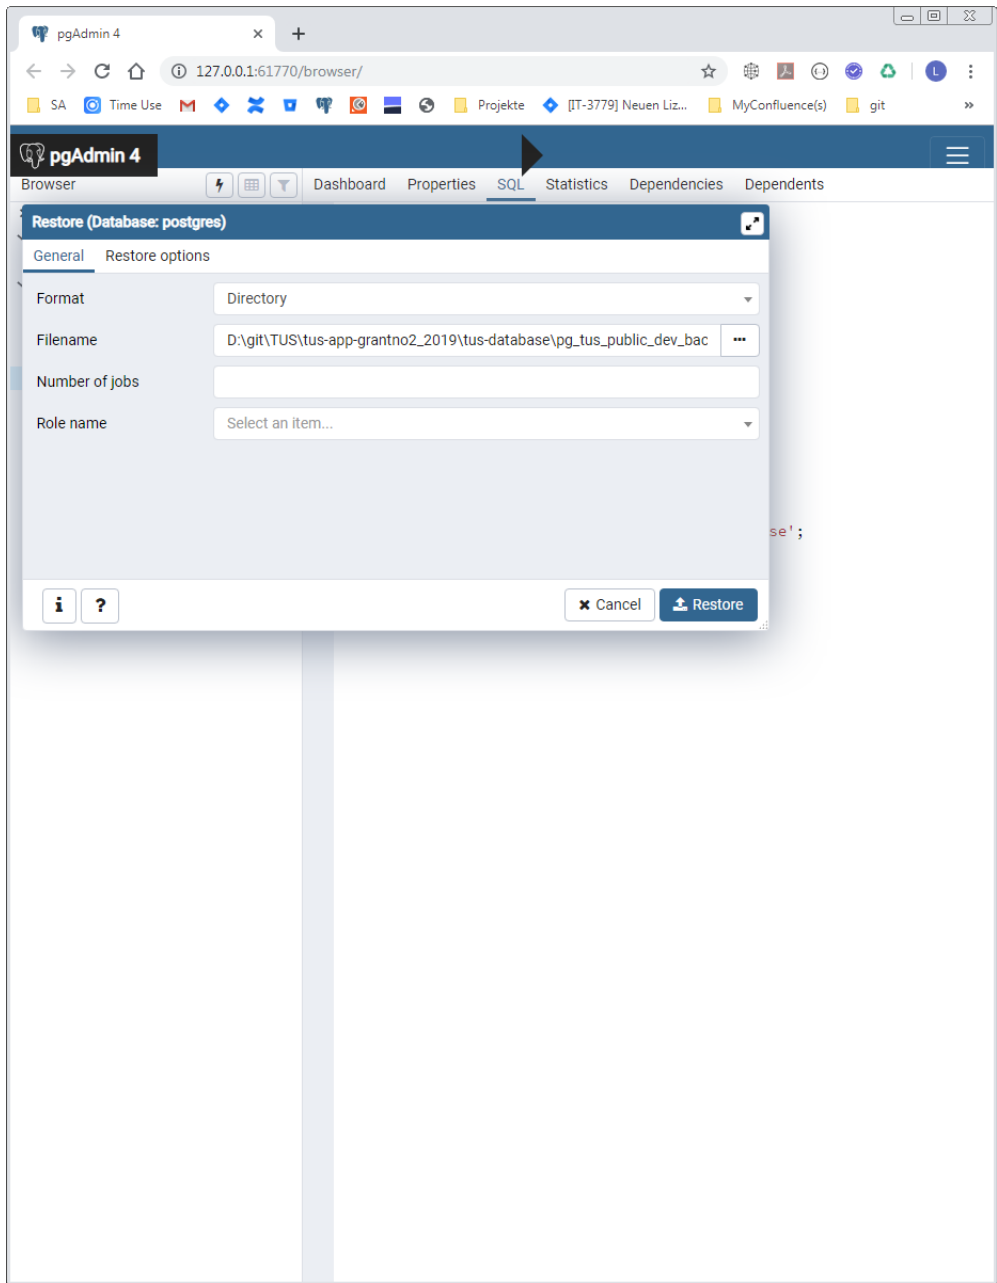 pgAdmin 4
127.0.0.1:61770/browser/
L
SA Time Use Projekte [IT-3779] Neuen Liz... MyConfluence(s) git »
pgAdmin 4
Browser Dashboard Properties SQL Statistics Dependencies Dependents
Restore (Database: postgres)
General Restore options
Format Directory
Filename D:\git\TUS\tus-app-grantno2_2019\tus-database\pg_tus_public_dev_bac
Number of jobs
Role name Select an item...
se';
i ? Cancel Restore